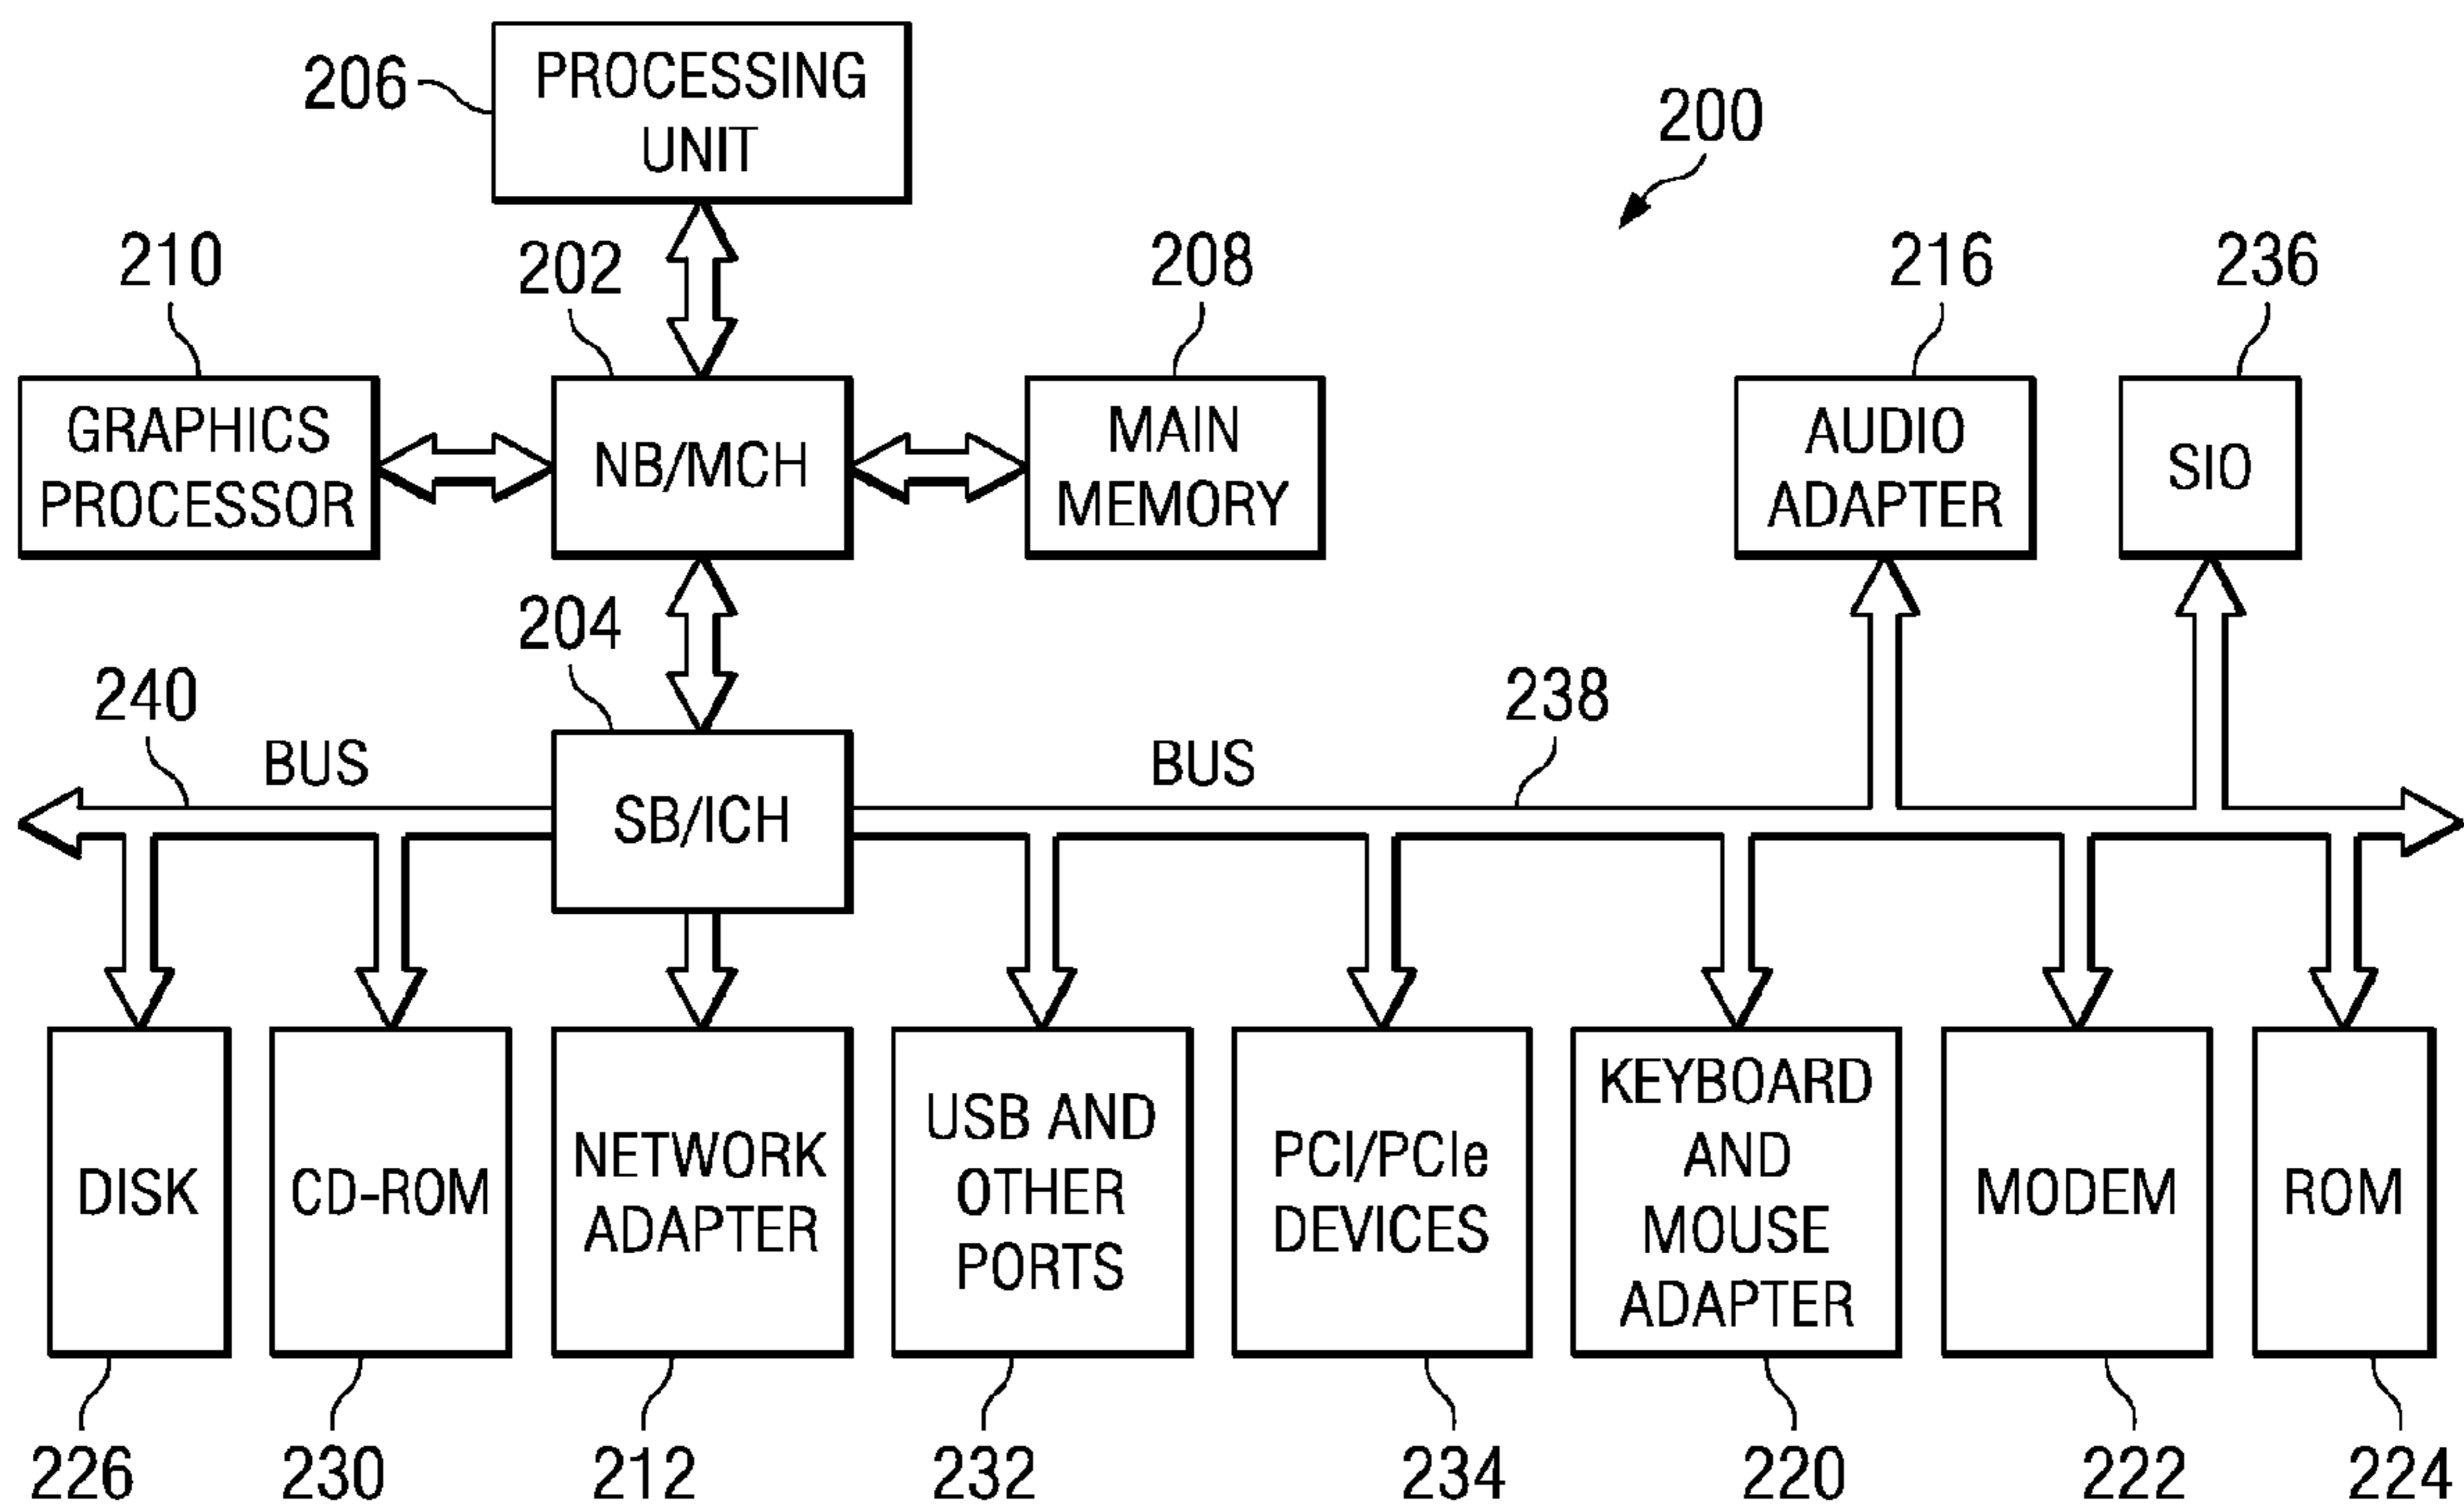 PROCESSING
UNIT
206
200
210
202
208
216
236
GRAPHICS
PROCESSOR
NB/MCH
MAIN
MEMORY
AUDIO
ADAPTER
SIO
204
240
238
BUS
BUS
SB/ICH
DISK
CD-ROM
NETWORK
ADAPTER
USB AND
OTHER
PORTS
PCI/PCIe
DEVICES
KEYBOARD
AND
MOUSE
ADAPTER
MODEM
ROM
226
230
212
232
234
220
222
224